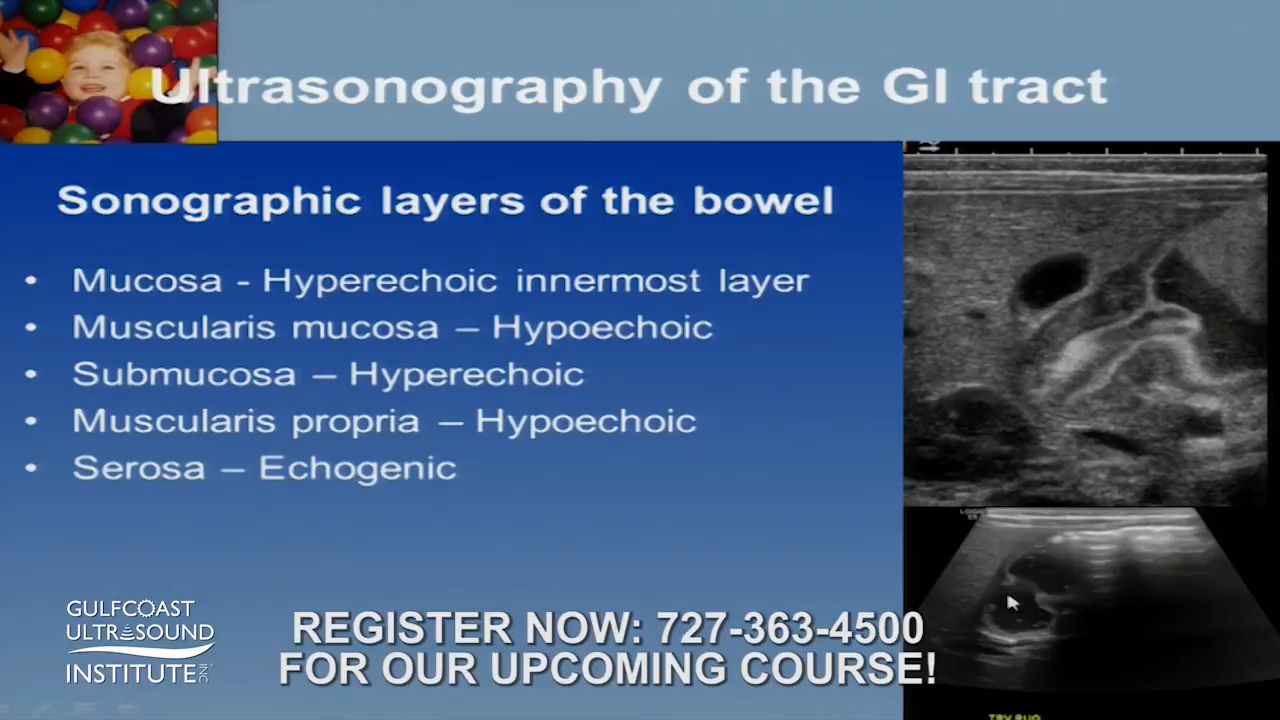 Ultrasonography of the GI tract
Sonographic layers of the bowel
• Mucosa - Hyperechoic innermost layer
• Muscularis mucosa – Hypoechoic
• Submucosa – Hyperechoic
• Muscularis propria – Hypoechoic
• Serosa – Echogenic
GULFCOAST
ULTRASOUND
INSTITUTE INC
REGISTER NOW: 727-363-4500
FOR OUR UPCOMING COURSE!